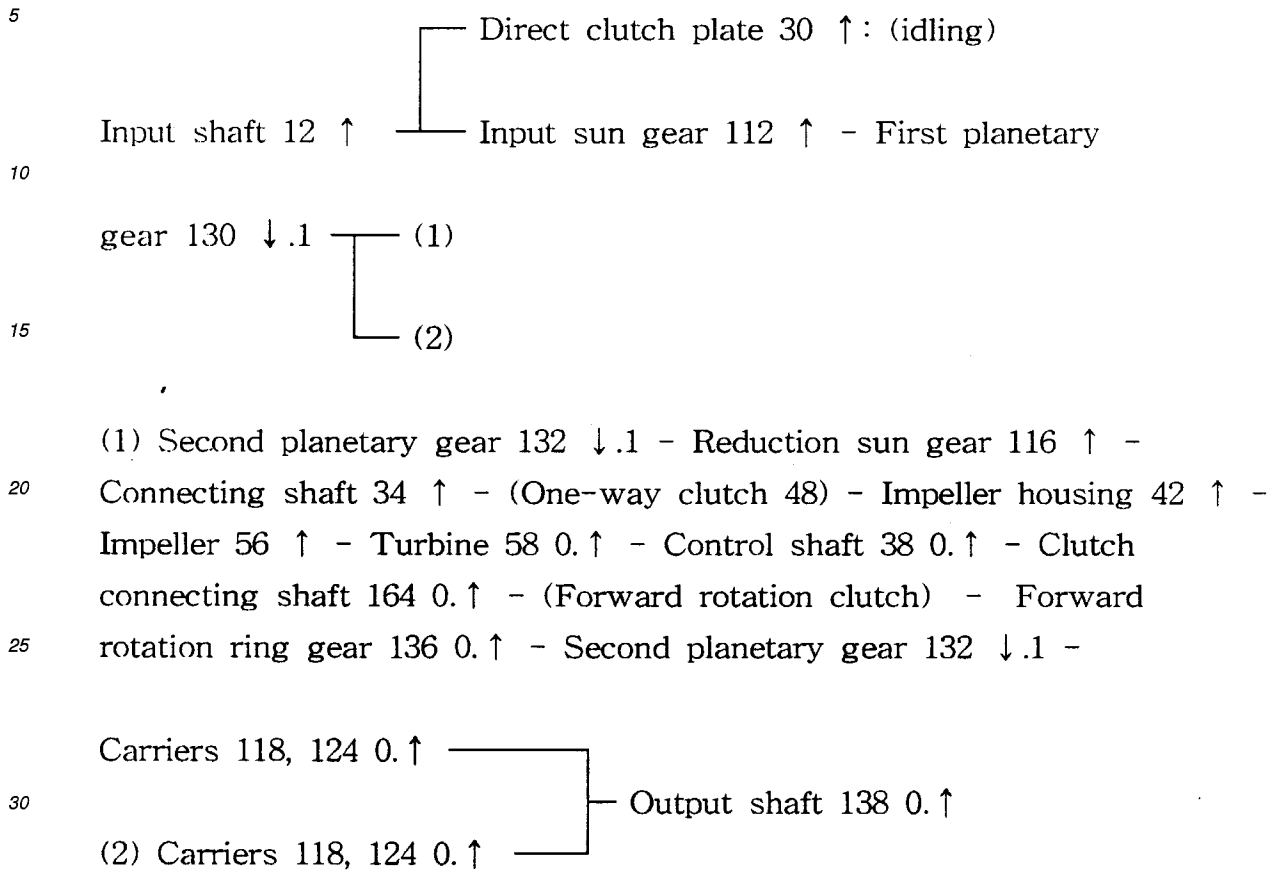 5
Direct clutch plate 30 ↑ : (idling)
Input shaft 12 ↑ Input sun gear 112 ↑ - First planetary
10
gear 130 ↓.1 (1)
15
(2)
(1) Second planetary gear 132 ↓.1 - Reduction sun gear 116 ↑ -
20 Connecting shaft 34 ↑ - (One-way clutch 48) - Impeller housing 42 ↑ -
Impeller 56 ↑ - Turbine 58 0.↑ - Control shaft 38 0.↑ - Clutch
connecting shaft 164 0.↑ - (Forward rotation clutch) - Forward
25 rotation ring gear 136 0.↑ - Second planetary gear 132 ↓.1 -
Carriers 118, 124 0.↑
30 Output shaft 138 0.↑
(2) Carriers 118, 124 0.↑